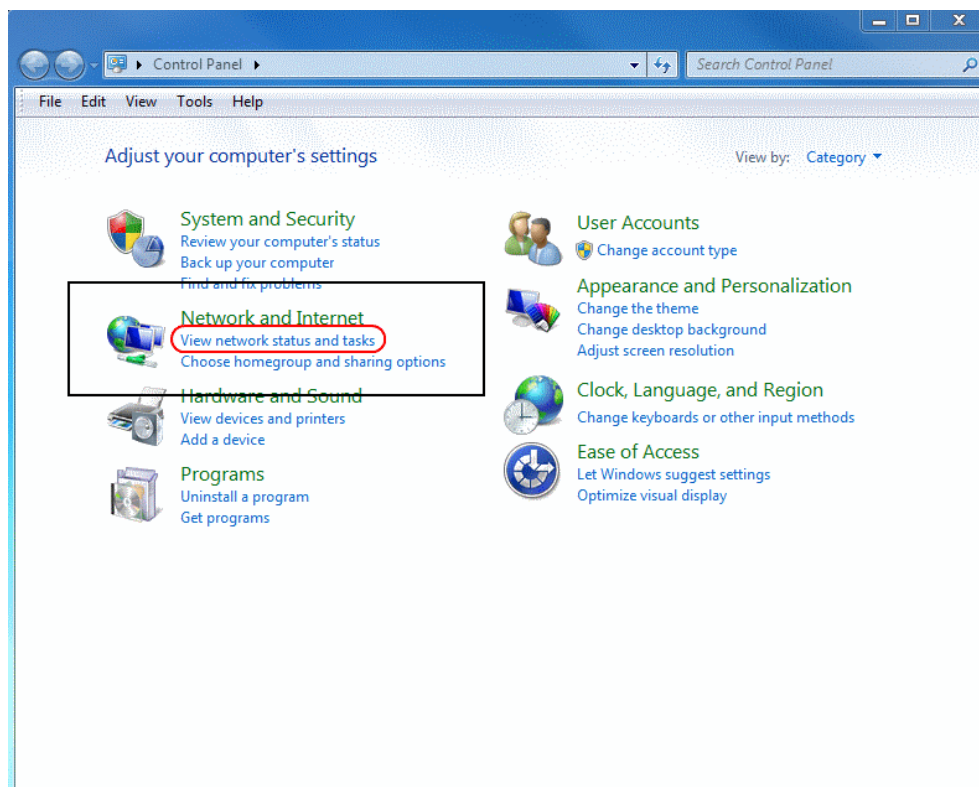 Control Panel
Search Control Panel
File Edit View Tools Help
Adjust your computer's settings
View by: Category
System and Security
Review your computer's status
Back up your computer
Find and fix problems
Network and Internet
View network status and tasks
Choose homegroup and sharing options
Hardware and Sound
View devices and printers
Add a device
Programs
Uninstall a program
Get programs
User Accounts
Change account type
Appearance and Personalization
Change the theme
Change desktop background
Adjust screen resolution
Clock, Language, and Region
Change keyboards or other input methods
Ease of Access
Let Windows suggest settings
Optimize visual display